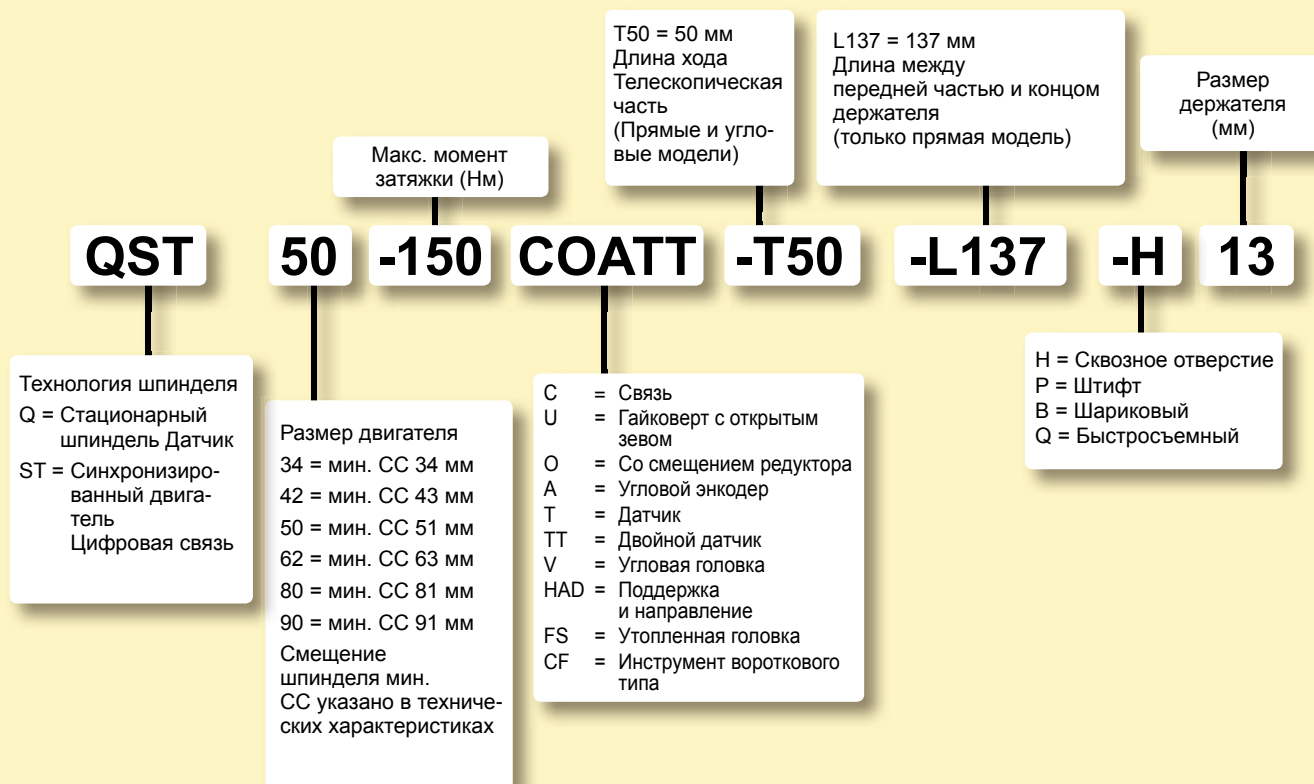 T50 = 50 мм
Длина хода
Телескопическая
часть
(Прямые и угло-
вые модели)
L137 = 137 мм
Длина между
передней частью и концом
держателя
(только прямая модель)
Размер
держателя
(мм)
Макс. момент
затяжки (Нм)
QST 50 -150 COATT -T50 -L137 -H 13
Технология шпинделя
Q = Стационарный
шпиндель Датчик
ST = Синхронизиро-
ванный двига-
тель
Цифровая связь
Размер двигателя
34 = мин. CC 34 мм
42 = мин. CC 43 мм
50 = мин. CC 51 мм
62 = мин. CC 63 мм
80 = мин. CC 81 мм
90 = мин. CC 91 мм
Смещение
шпинделя мин.
CC указано в техниче-
ских характеристиках
C = Связь
U = Гайковерт с открытым
зевом
O = Со смещением редуктора
A = Угловой энкодер
T = Датчик
TT = Двойной датчик
V = Угловая головка
HAD = Поддержка
и направление
FS = Утопленная головка
CF = Инструмент вороткового
типа
H = Сквозное отверстие
P = Штифт
B = Шариковый
Q = Быстросъемный